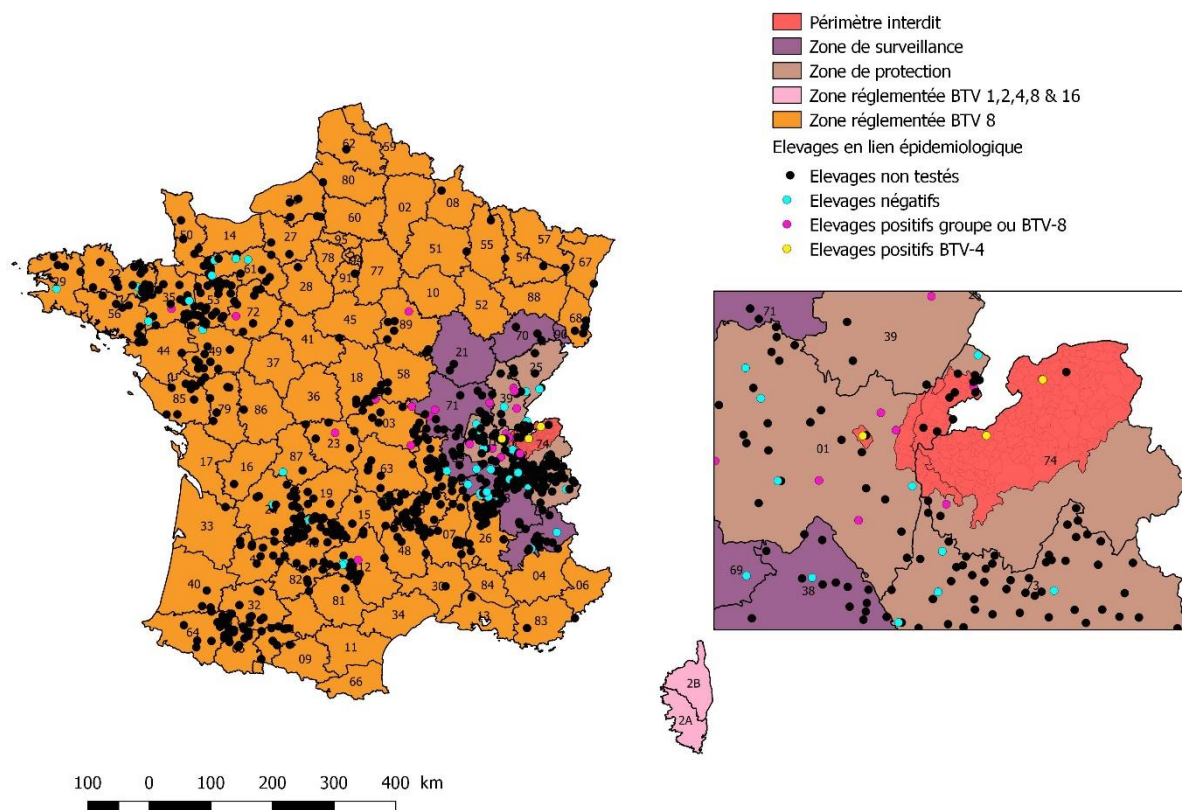 Périmètre interdit
Zone de surveillance
Zone de protection
Zone réglementée BTV 1,2,4,8 & 16
Zone réglementée BTV 8
Elevages en lien épidemiologique
Elevages non testés
Elevages négatifs
Elevages positifs groupe ou BTV-8
Elevages positifs BTV-4
62 59
80 08
60 02
50 14 27 95 51 55 57
54 67
29 22 61 78 77
35 53 28 91 10 88
56 72 52 68
45 89 70 90
44 49 41 21 25
37 18 58
85 79 86 36 71 39
03
23 74
17 16 87 63
19
33 15
48 07 26
40 82 30 84 04 06
32 81 34 13 83
64
09 11
66
71 39
01 74
69 38 73
2B
2A
100 0 100 200 300 400 km